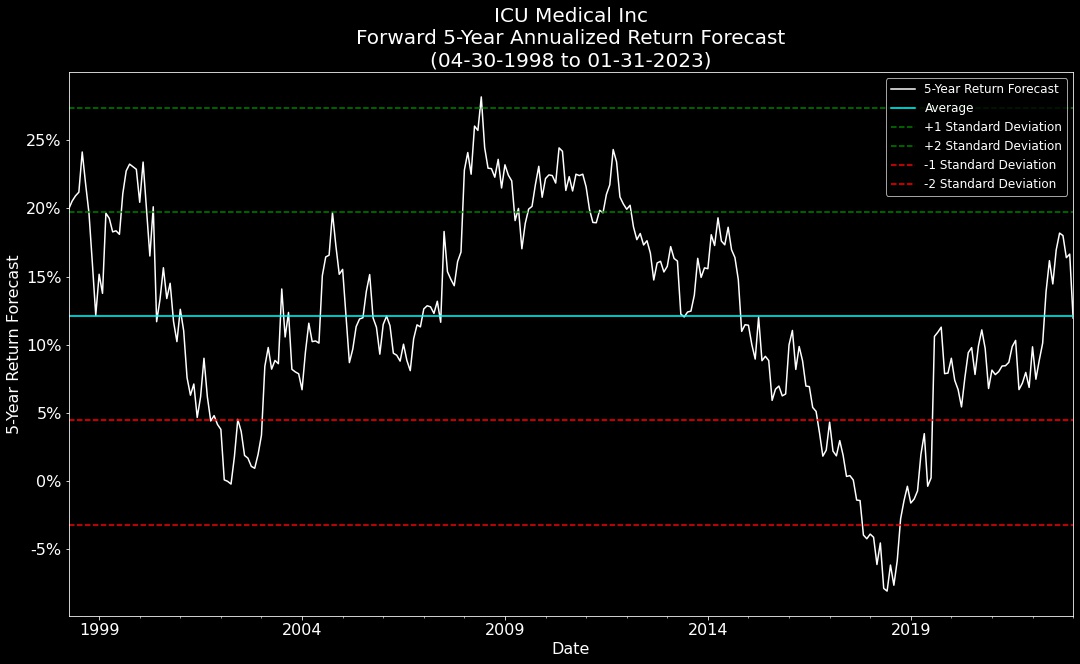 ICU Medical Inc
Forward 5-Year Annualized Return Forecast
(04-30-1998 to 01-31-2023)
5-Year Return Forecast
Average
+1 Standard Deviation
+2 Standard Deviation
-1 Standard Deviation
-2 Standard Deviation
25%
20%
15%
10%
5%
0%
-5%
5-Year Return Forecast
1999 2004 2009 2014 2019
Date